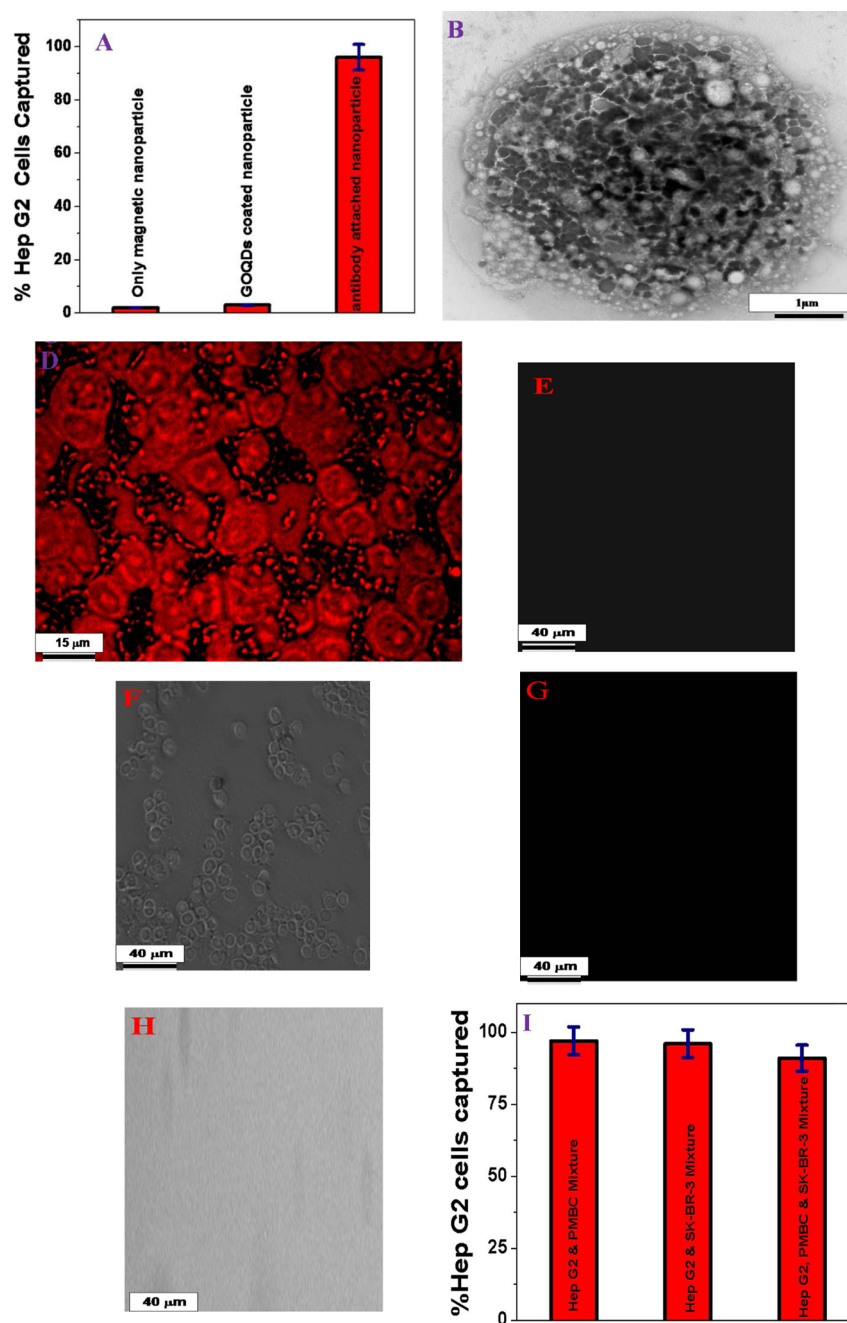 A
% Hep G2 Cells Captured
100
80
60
40
20
0
Only magnetic nanoparticle
GOQDs coated nanoparticle
antibody attached nanoparticle
B
1μm
D
15 μm
E
40 μm
F
40 μm
G
40 μm
H
40 μm
I
%Hep G2 cells captured
100
75
50
25
0
Hep G2 & PMBC Mixture
Hep G2 & SK-BR-3 Mixture
Hep G2, PMBC & SK-BR-3 Mixture